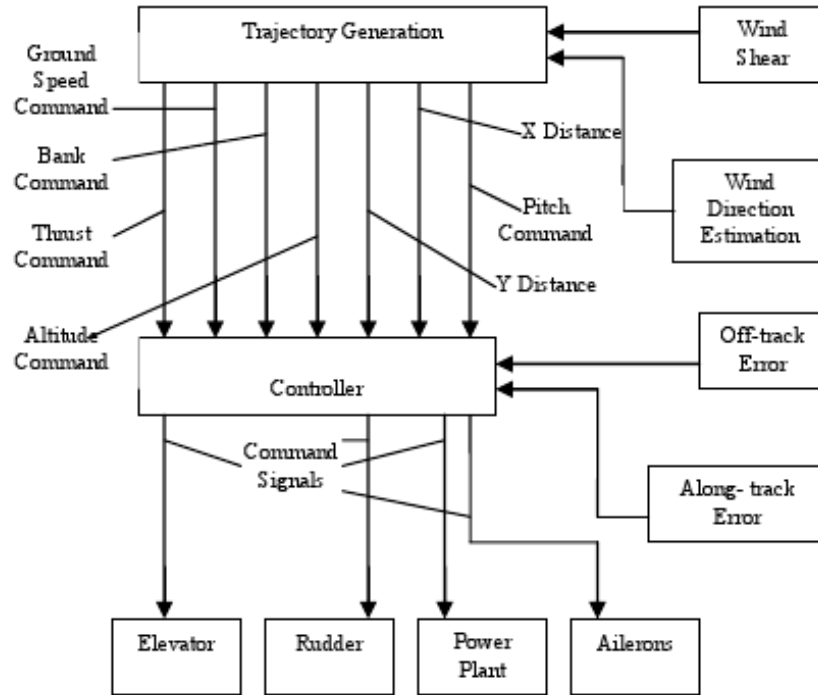 Trajectory Generation
Wind
Shear
Ground
Speed
Command
Bank
Command
Thrust
Command
Altitude
Command
X Distance
Pitch
Command
Y Distance
Wind
Direction
Estimation
Controller
Off-track
Error
Command
Signals
Along- track
Error
Elevator
Rudder
Power
Plant
Ailerons